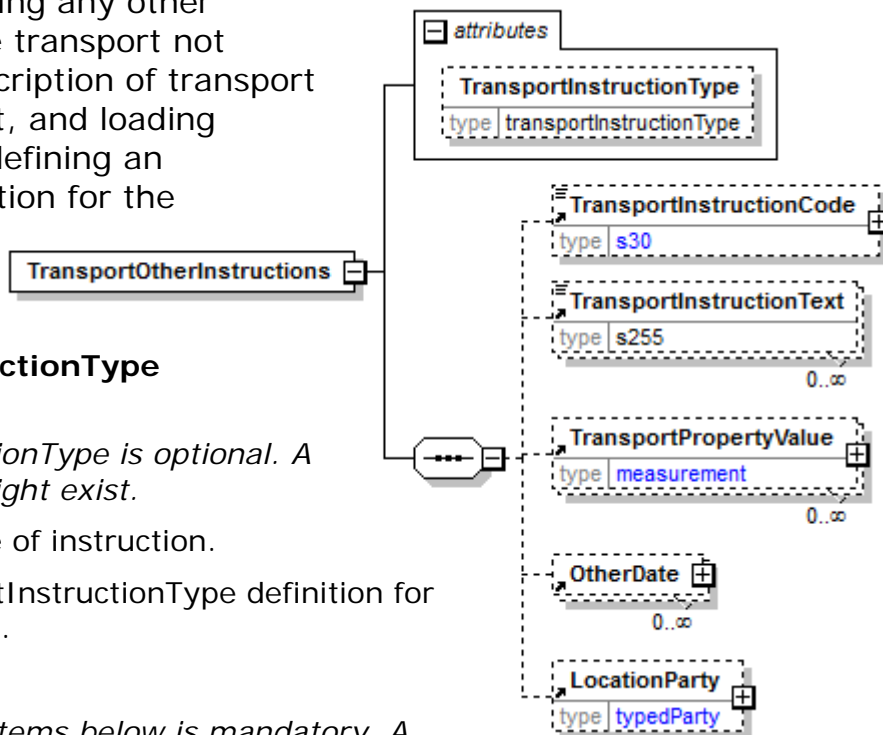 ing any other
e transport not
cription of transport
t, and loading
defining an
tion for the
attributes
TransportInstructionType
type transportInstructionType
TransportInstructionCode
type s30
TransportOtherInstructions
TransportInstructionText
type s255
0..∞
uctionType
TransportPropertyValue
type measurement
0..∞
ionType is optional. A
ight exist.
e of instruction.
OtherDate
0..∞
tInstructionType definition for
.
LocationParty
type typedParty
tems below is mandatory. A